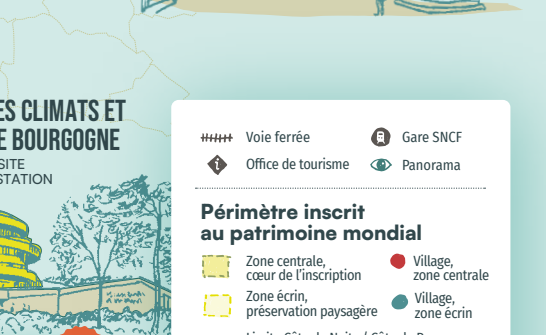 ES CLIMATS ET
E BOURGOGNE
SITE
STATION
Voie ferrée
Gare SNCF
Office de tourisme
Panorama
Périmètre inscrit
au patrimoine mondial
Zone centrale,
cœur de l'inscription
Village,
zone centrale
Zone écrin,
préservation paysagère
Village,
zone écrin